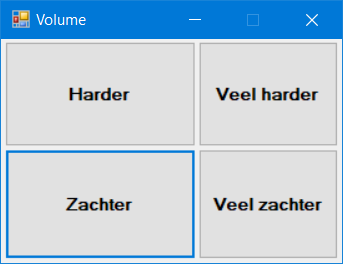 Volume
Harder
Veel harder
Zachter
Veel zachter